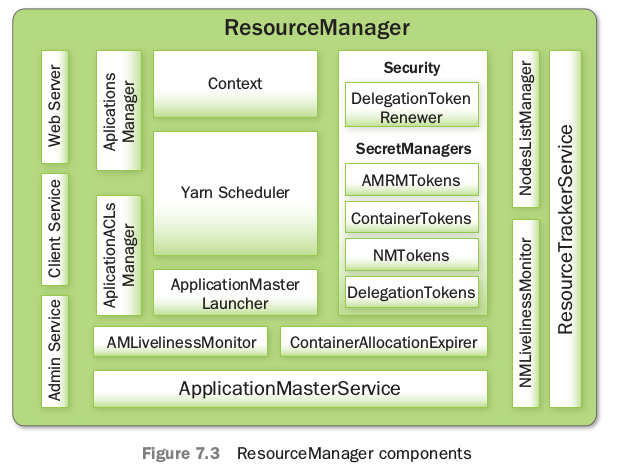 ResourceManager
Web Server
Client Service
Admin Service
Aplications
Manager
AplicationACLs
Manager
Context
Yarn Scheduler
ApplicationMaster
Launcher
Security
DelegationToken
Renewer
SecretManagers
AMRMTokens
ContainerTokens
NMTokens
DelegationTokens
NodesListManager
NMLivelinessMonitor
ResourceTrackerService
AMLivelinessMonitor
ContainerAllocationExpirer
ApplicationMasterService
Figure 7.3 ResourceManager components